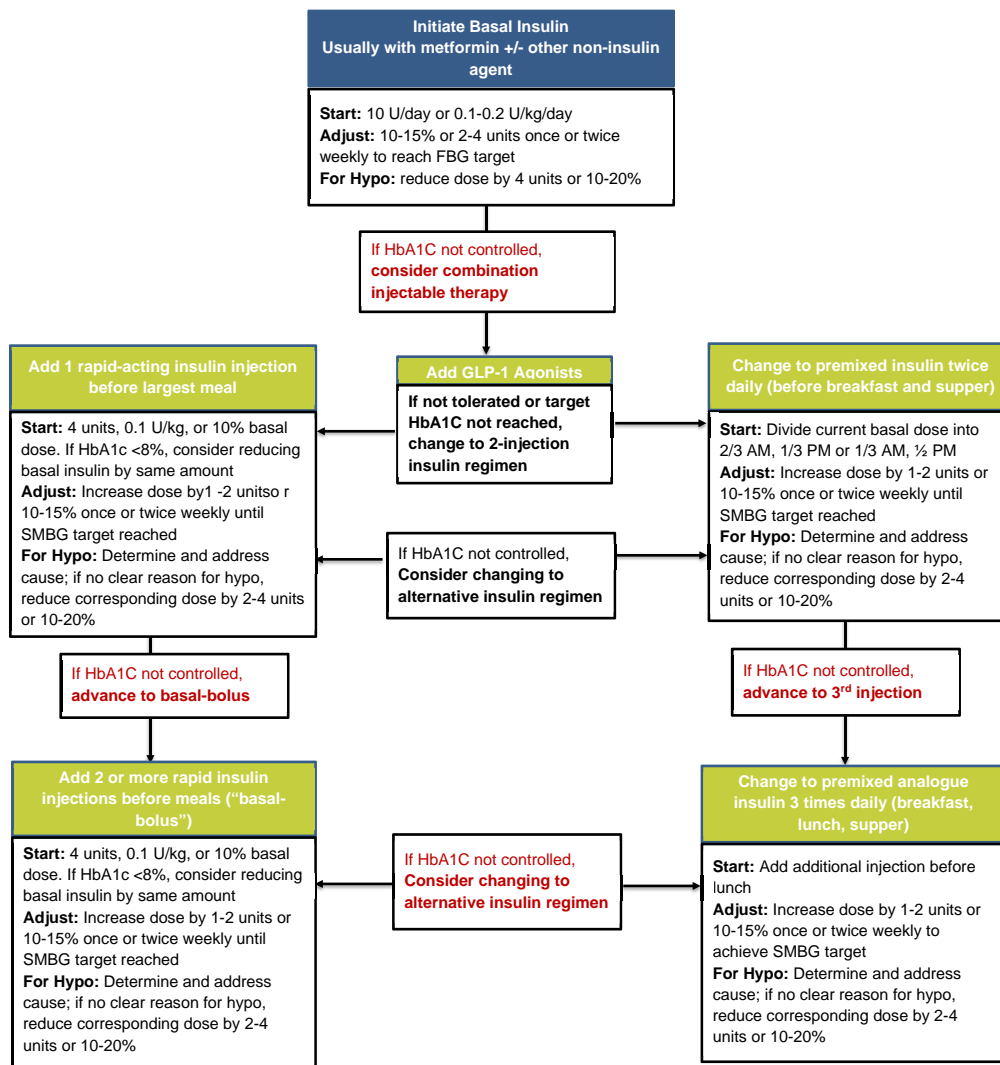 Initiate Basal Insulin
Usually with metformin +/- other non-insulin
agent
Start: 10 U/day or 0.1-0.2 U/kg/day
Adjust: 10-15% or 2-4 units once or twice
weekly to reach FBG target
For Hypo: reduce dose by 4 units or 10-20%
If HbA1C not controlled,
consider combination
injectable therapy
Add 1 rapid-acting insulin injection
before largest meal
Start: 4 units, 0.1 U/kg, or 10% basal
dose. If HbA1c <8%, consider reducing
basal insulin by same amount
Adjust: Increase dose by1 -2 unitso r
10-15% once or twice weekly until
SMBG target reached
For Hypo: Determine and address
cause; if no clear reason for hypo,
reduce corresponding dose by 2-4 units
or 10-20%
Add GLP-1 Agonists
If not tolerated or target
HbA1C not reached,
change to 2-injection
insulin regimen
Change to premixed insulin twice
daily (before breakfast and supper)
Start: Divide current basal dose into
2/3 AM, 1/3 PM or 1/3 AM, ½ PM
Adjust: Increase dose by 1-2 units or
10-15% once or twice weekly until
SMBG target reached
For Hypo: Determine and address
cause; if no clear reason for hypo,
reduce corresponding dose by 2-4
units or 10-20%
If HbA1C not controlled,
Consider changing to
alternative insulin regimen
If HbA1C not controlled,
advance to basal-bolus
If HbA1C not controlled,
advance to 3rd injection
Add 2 or more rapid insulin
injections before meals (“basal-
bolus”)
Start: 4 units, 0.1 U/kg, or 10% basal
dose. If HbA1c <8%, consider reducing
basal insulin by same amount
Adjust: Increase dose by 1-2 units or
10-15% once or twice weekly until
SMBG target reached
For Hypo: Determine and address
cause; if no clear reason for hypo,
reduce corresponding dose by 2-4
units or 10-20%
If HbA1C not controlled,
Consider changing to
alternative insulin regimen
Change to premixed analogue
insulin 3 times daily (breakfast,
lunch, supper)
Start: Add additional injection before
lunch
Adjust: Increase dose by 1-2 units or
10-15% once or twice weekly to
achieve SMBG target
For Hypo: Determine and address
cause; if no clear reason for hypo,
reduce corresponding dose by 2-4
units or 10-20%